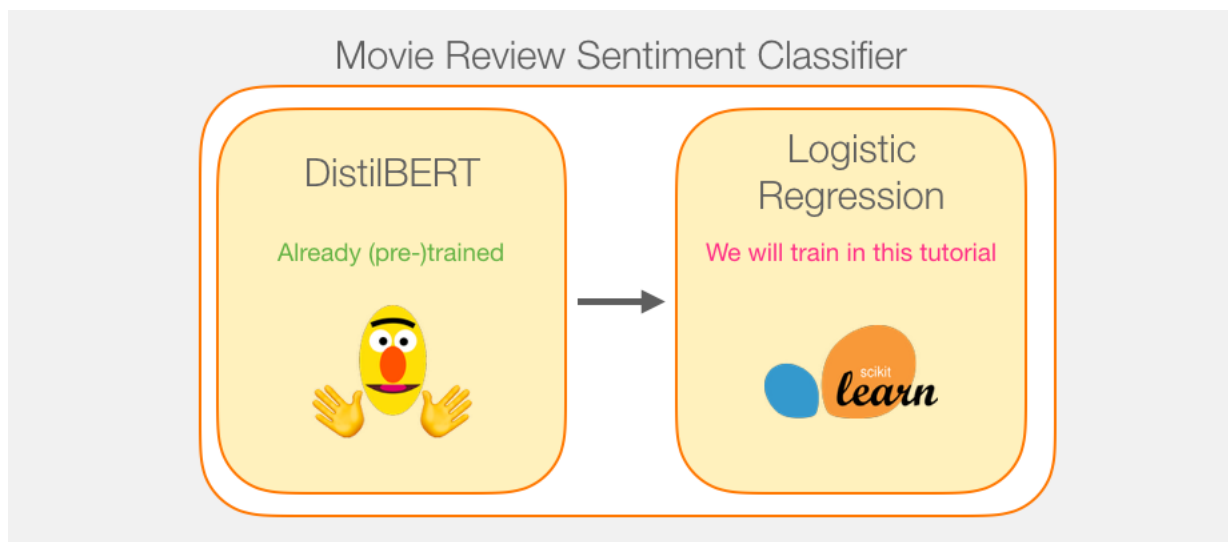 Movie Review Sentiment Classifier
DistilBERT
Already (pre-)trained
Logistic
Regression
We will train in this tutorial
scikit
learn